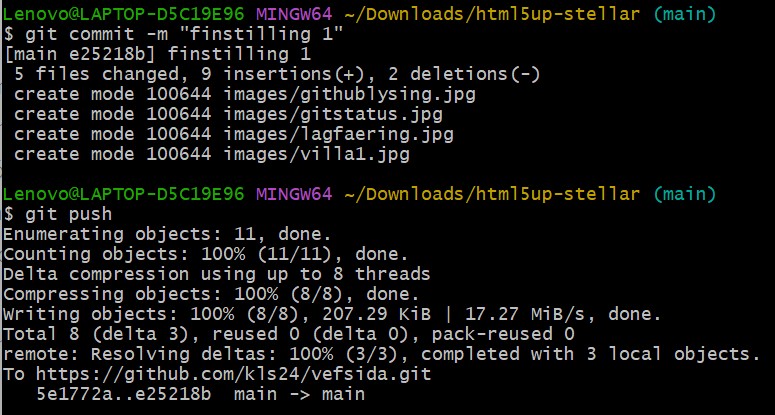 Lenovo@LAPTOP-D5C19E96 MINGW64 ~/Downloads/html5up-stellar (main)
$ git commit -m "finstilling 1"
[main e25218b] finstilling 1
 5 files changed, 9 insertions(+), 2 deletions(-)
 create mode 100644 images/githublysing.jpg
 create mode 100644 images/gitstatus.jpg
 create mode 100644 images/lagfaering.jpg
 create mode 100644 images/villa1.jpg

Lenovo@LAPTOP-D5C19E96 MINGW64 ~/Downloads/html5up-stellar (main)
$ git push
Enumerating objects: 11, done.
Counting objects: 100% (11/11), done.
Delta compression using up to 8 threads
Compressing objects: 100% (8/8), done.
Writing objects: 100% (8/8), 207.29 KiB | 17.27 MiB/s, done.
Total 8 (delta 3), reused 0 (delta 0), pack-reused 0
remote: Resolving deltas: 100% (3/3), completed with 3 local objects.
To https://github.com/kls24/vefsida.git
   5e1772a..e25218b  main -> main